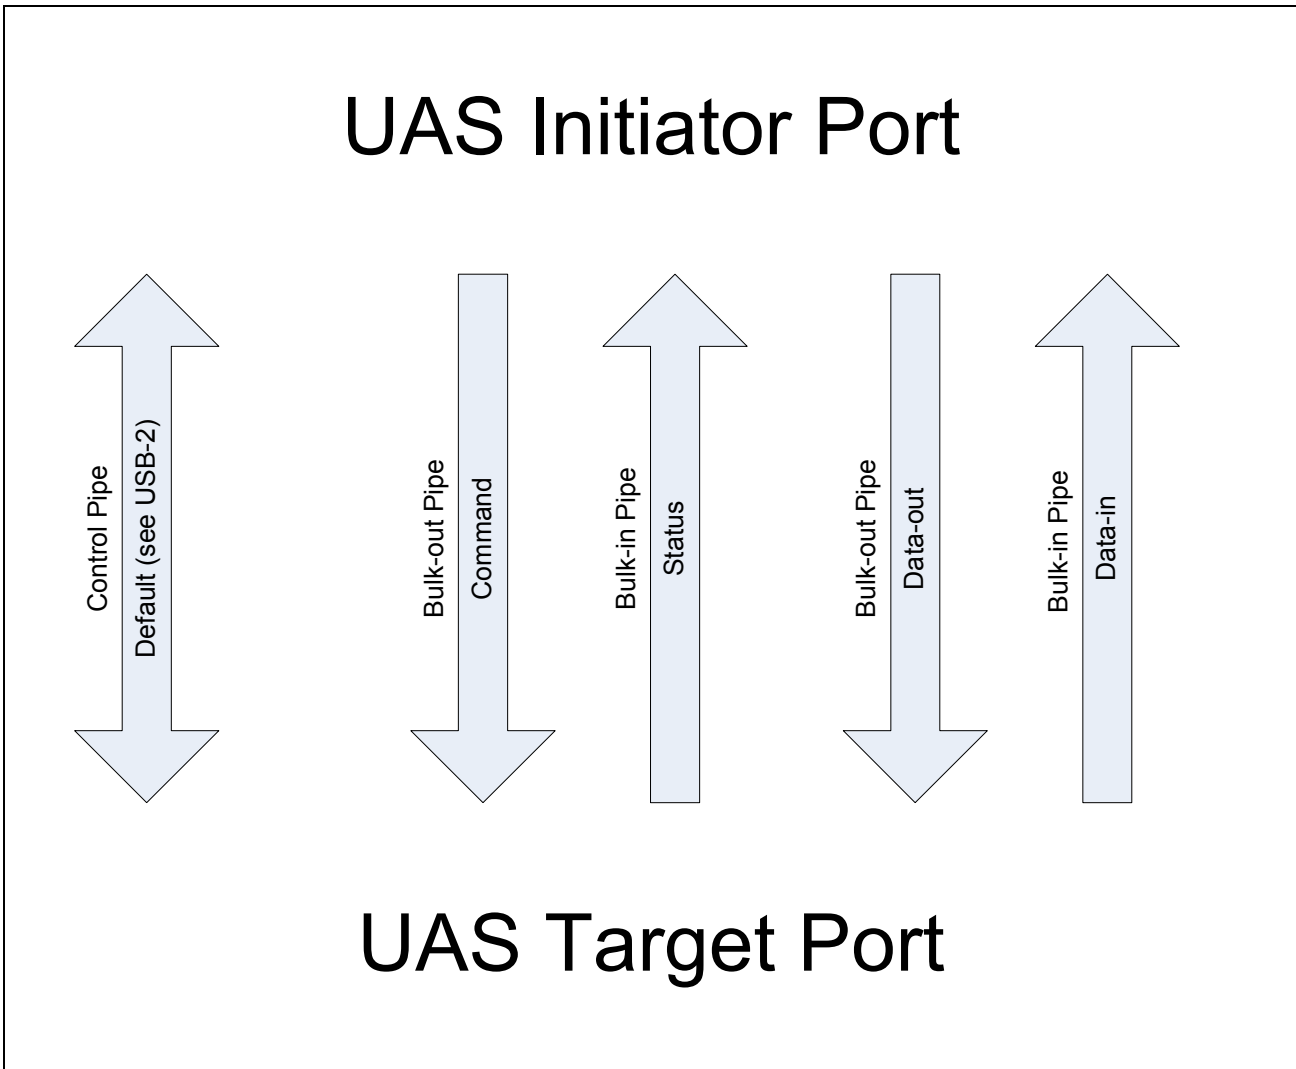 UAS Initiator Port
Control Pipe
Default (see USB-2)
Bulk-out Pipe
Command
Bulk-in Pipe
Status
Bulk-out Pipe
Data-out
Bulk-in Pipe
Data-in
UAS Target Port